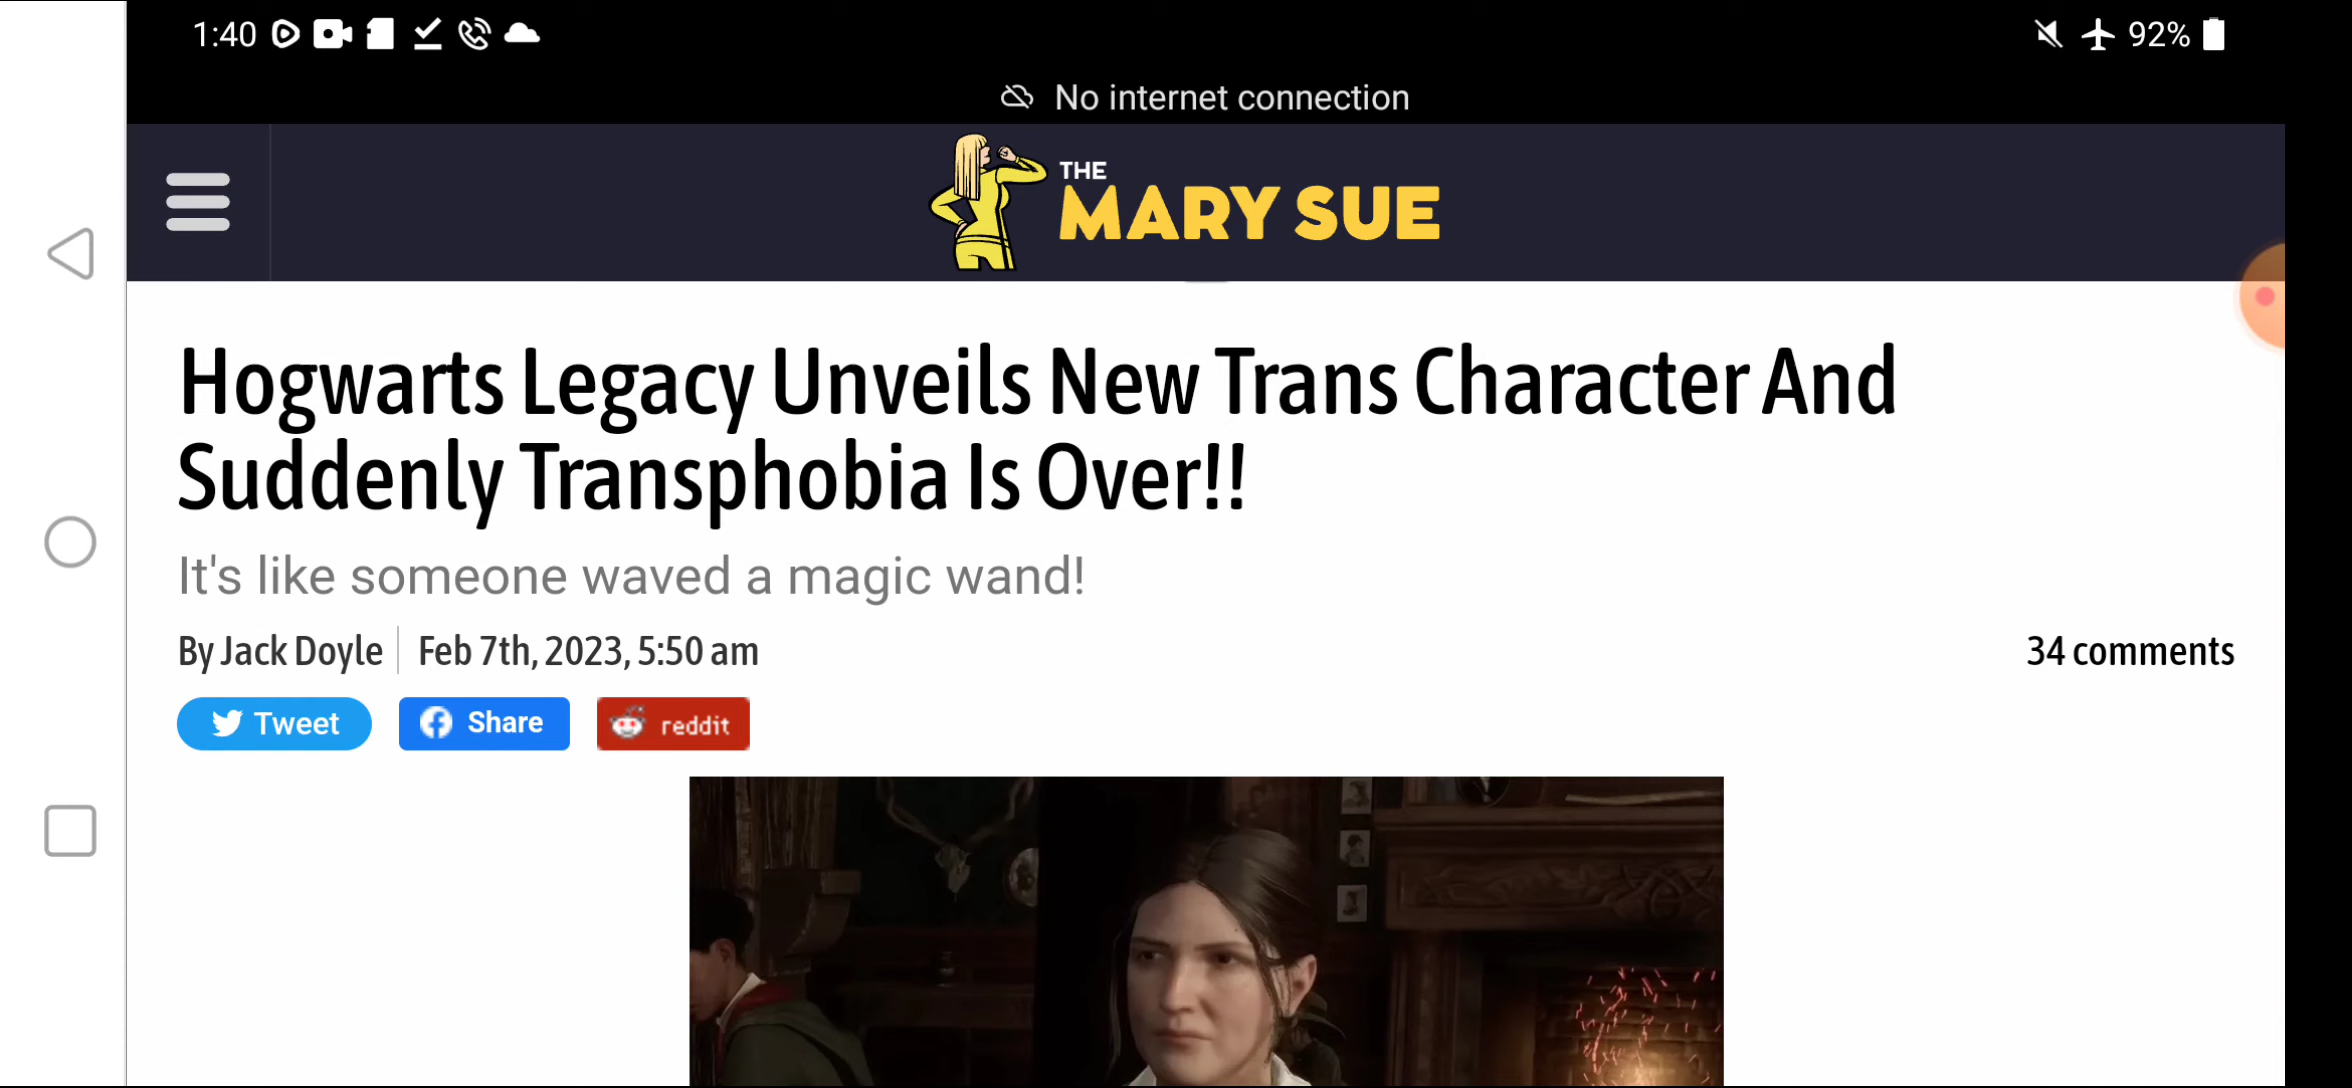 1:40
92%
No internet connection
THE
MARY SUE
Hogwarts Legacy Unveils New Trans Character And
Suddenly Transphobia Is Over!!
It's like someone waved a magic wand!
By Jack Doyle Feb 7th, 2023, 5:50 am
34 comments
Tweet Share reddit